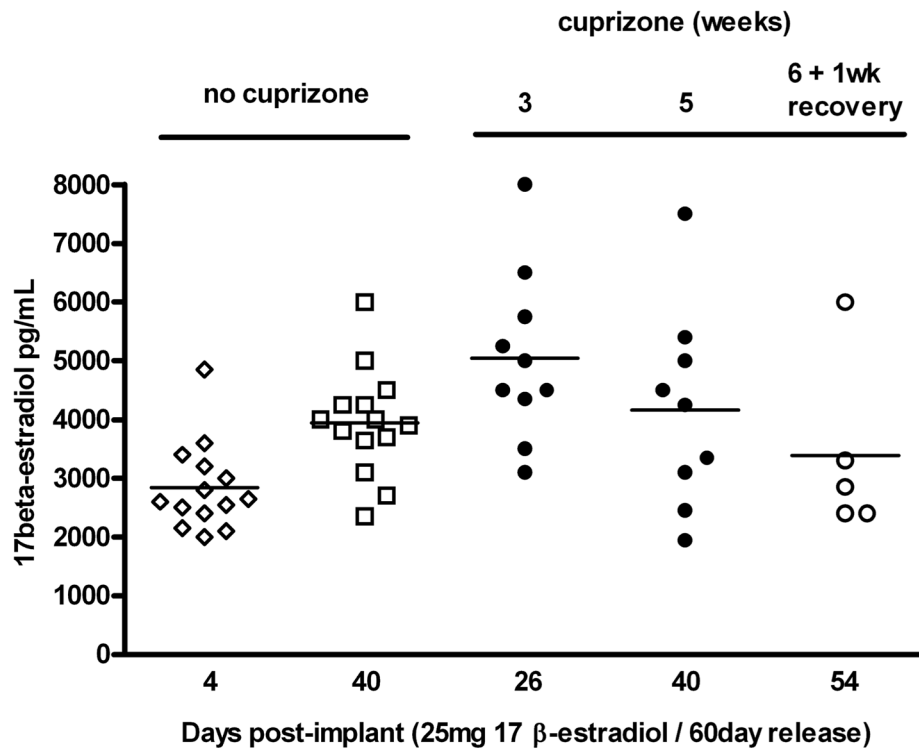 cuprizone (weeks)
no cuprizone
3
5
6 + 1wk
recovery
17beta-estradiol pg/mL
8000
7000
6000
5000
4000
3000
2000
1000
0
4
40
26
40
54
Days post-implant (25mg 17 β-estradiol / 60day release)